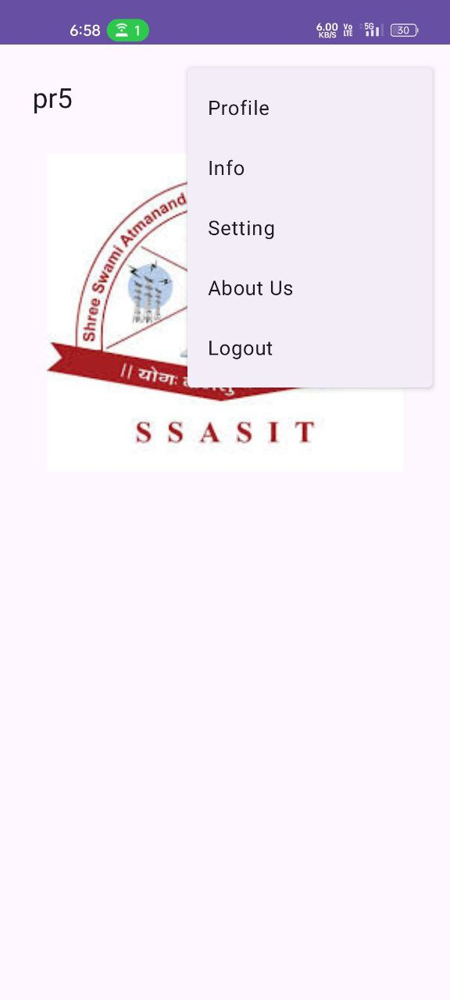 6:58 1 6.00 KB/S Vo LTE 5G 30
pr5
Profile
Info
Setting
About Us
Logout
Shree Swami Atmanand
|| योगः
S S A S I T